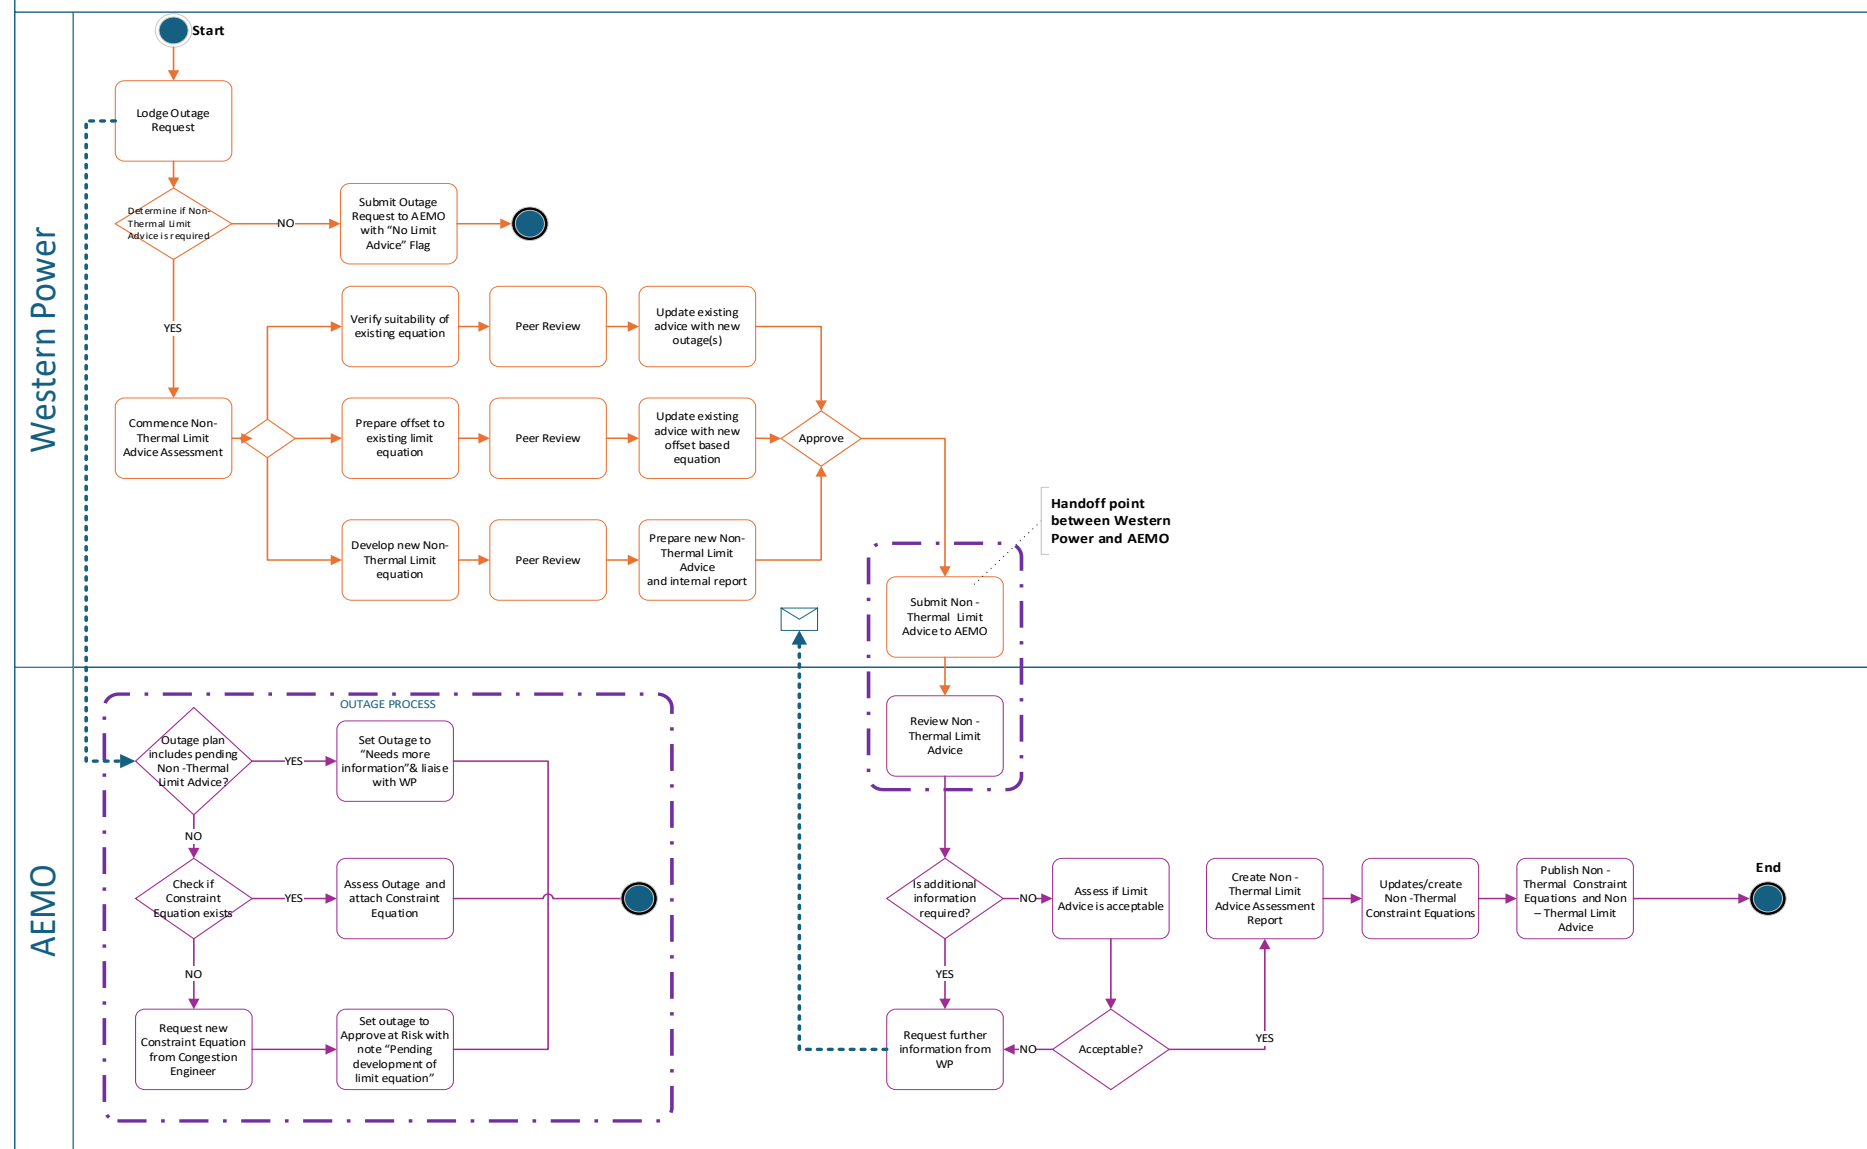 Western Power
Start
Lodge Outage
Request
Determine if Non-
Thermal Limit
Advice is required
NO
Submit Outage
Request to AEMO
with “No Limit
Advice” Flag
YES
Commence Non-
Thermal Limit
Advice Assessment
Verify suitability of
existing equation
Peer Review
Update existing
advice with new
outage(s)
Prepare offset to
existing limit
equation
Peer Review
Update existing
advice with new
offset based
equation
Approve
Develop new Non-
Thermal Limit
equation
Peer Review
Prepare new Non-
Thermal Limit
Advice
and internal report
Handoff point
between Western
Power and AEMO
Submit Non -
Thermal Limit
Advice to AEMO
AEMO
OUTAGE PROCESS
Outage plan
includes pending
Non -Thermal
Limit Advice?
YES
Set Outage to
“Needs more
information”& liaise
with WP
NO
Check if
Constraint
Equation exists
YES
Assess Outage and
attach Constraint
Equation
NO
Request new
Constraint Equation
from Congestion
Engineer
Set outage to
Approve at Risk with
note “Pending
development of
limit equation”
Review Non -
Thermal Limit
Advice
Is additional
information
required?
NO
Assess if Limit
Advice is acceptable
YES
Request further
information from
WP
NO
Acceptable?
YES
Create Non -
Thermal Limit
Advice Assessment
Report
Updates/create
Non -Thermal
Constraint Equations
Publish Non -
Thermal Constraint
Equations and Non
– Thermal Limit
Advice
End